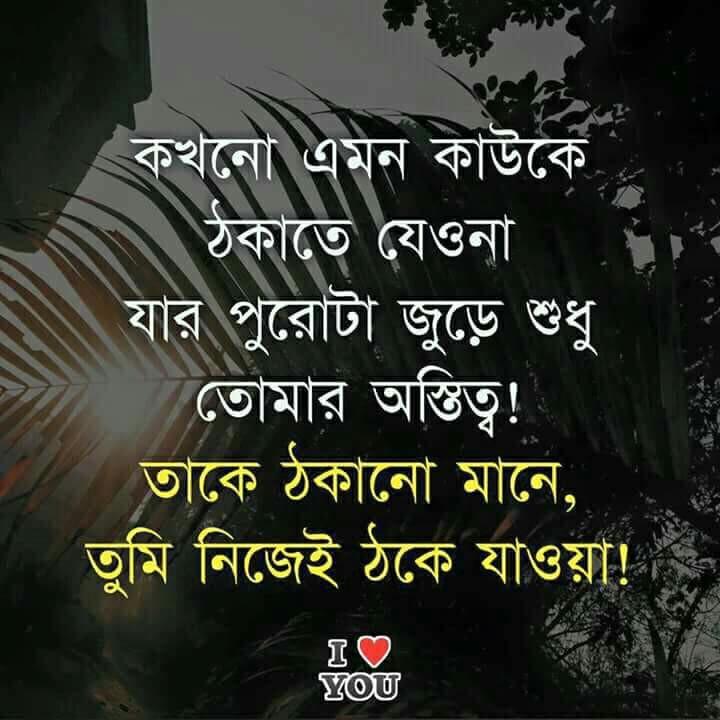 কখনো এমন কাউকে
ঠকাতে যেওনা
যার পুরোটা জুড়ে শুধু
তোমার অস্তিত্ব!
তাকে ঠকানো মানে,
তুমি নিজেই ঠকে যাওয়া!
I ❤
YOU